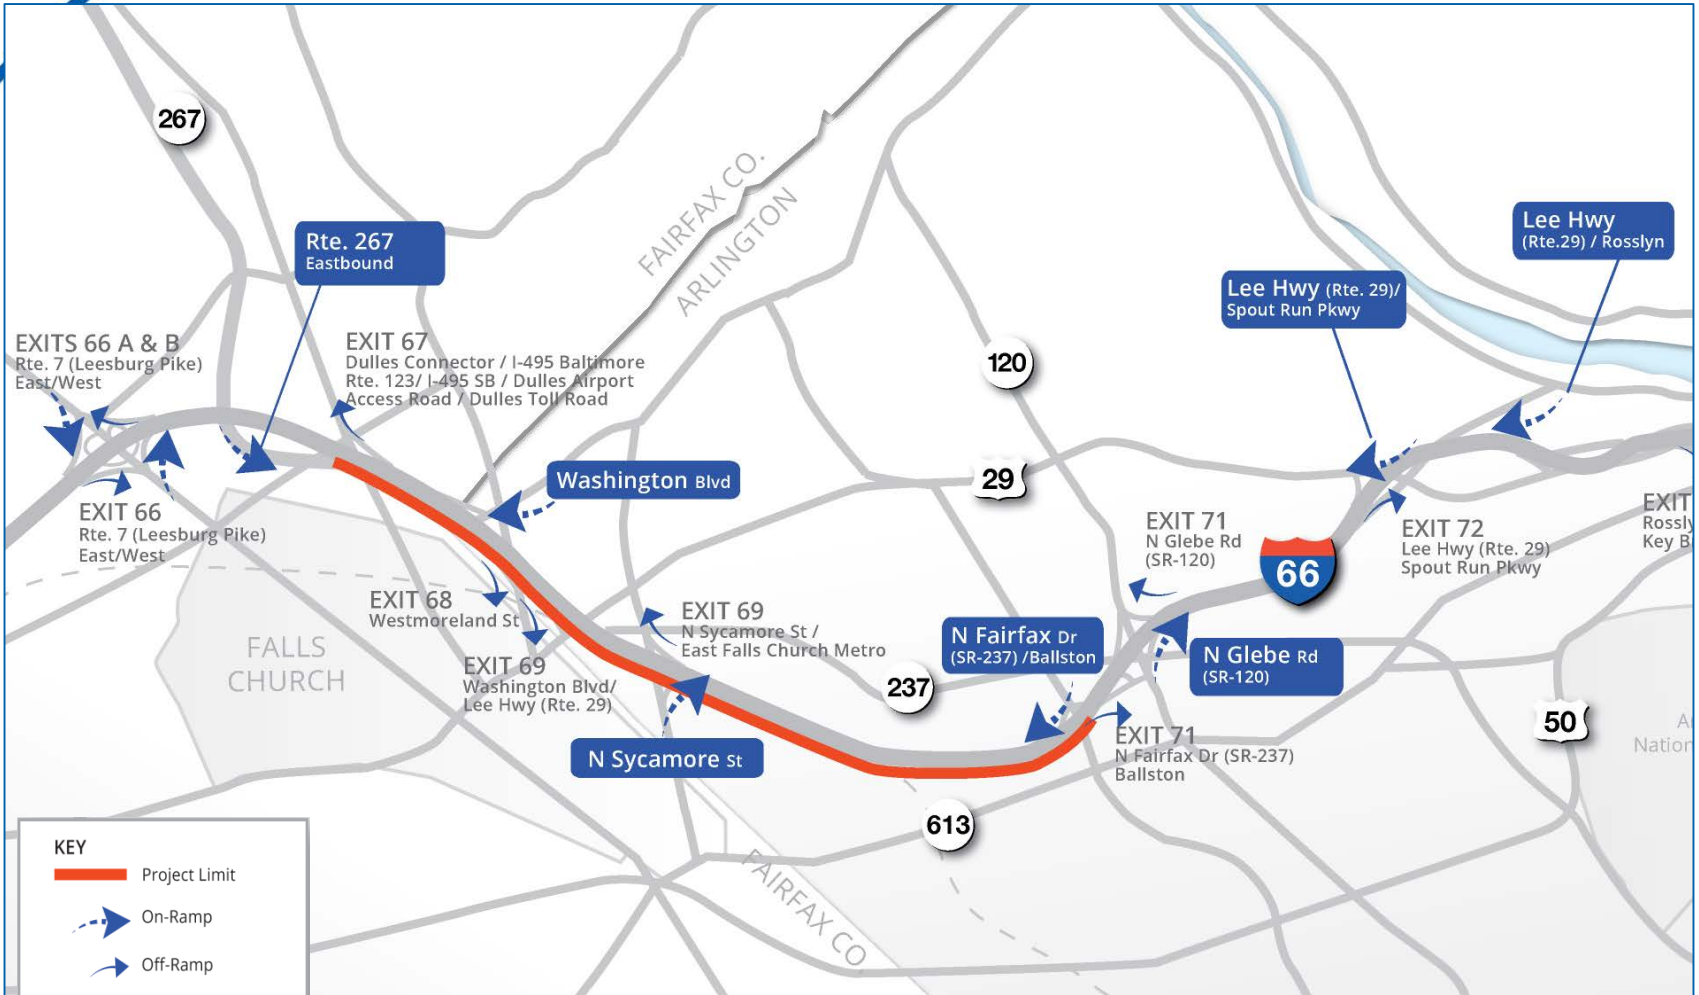 267
FAIRFAX CO.
ARLINGTON
Rte. 267
Eastbound
Lee Hwy
(Rte.29) / Rosslyn
Lee Hwy (Rte. 29)/
Spout Run Pkwy
EXITS 66 A & B
Rte. 7 (Leesburg Pike)
East/West
EXIT 67
Dulles Connector / I-495 Baltimore
Rte. 123/ I-495 SB / Dulles Airport
Access Road / Dulles Toll Road
120
29
Washington Blvd
EXIT 66
Rte. 7 (Leesburg Pike)
East/West
EXIT 71
N Glebe Rd
(SR-120)
66
EXIT 72
Lee Hwy (Rte. 29)
Spout Run Pkwy
EXIT
Key B
EXIT 68
Westmoreland St
EXIT 69
N Sycamore St /
East Falls Church Metro
FALLS
CHURCH
EXIT 69
Washington Blvd/
Lee Hwy (Rte. 29)
N Fairfax Dr
(SR-237) /Ballston
N Glebe Rd
(SR-120)
237
50
N Sycamore St
EXIT 71
N Fairfax Dr (SR-237)
Ballston
613
FAIRFAX CO.
KEY
Project Limit
On-Ramp
Off-Ramp